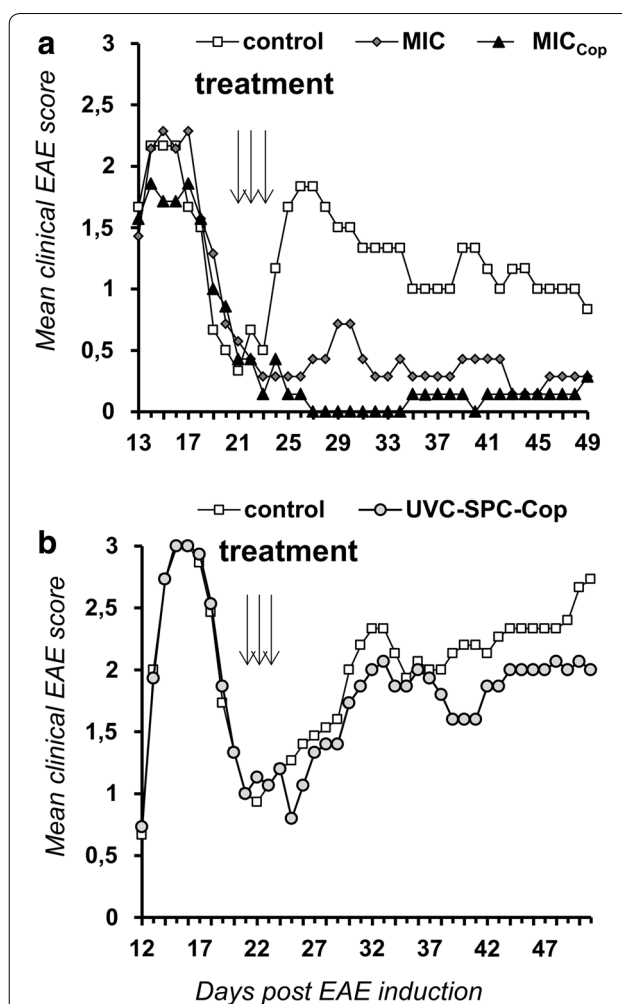 a
control MIC MIC_Cop
treatment
Mean clinical EAE score
3
2,5
2
1,5
1
0,5
0
13 17 21 25 29 33 37 41 45 49
control UVC-SPC-Cop
b
treatment
Mean clinical EAE score
3
2,5
2
1,5
1
0,5
0
12 17 22 27 32 37 42 47
Days post EAE induction